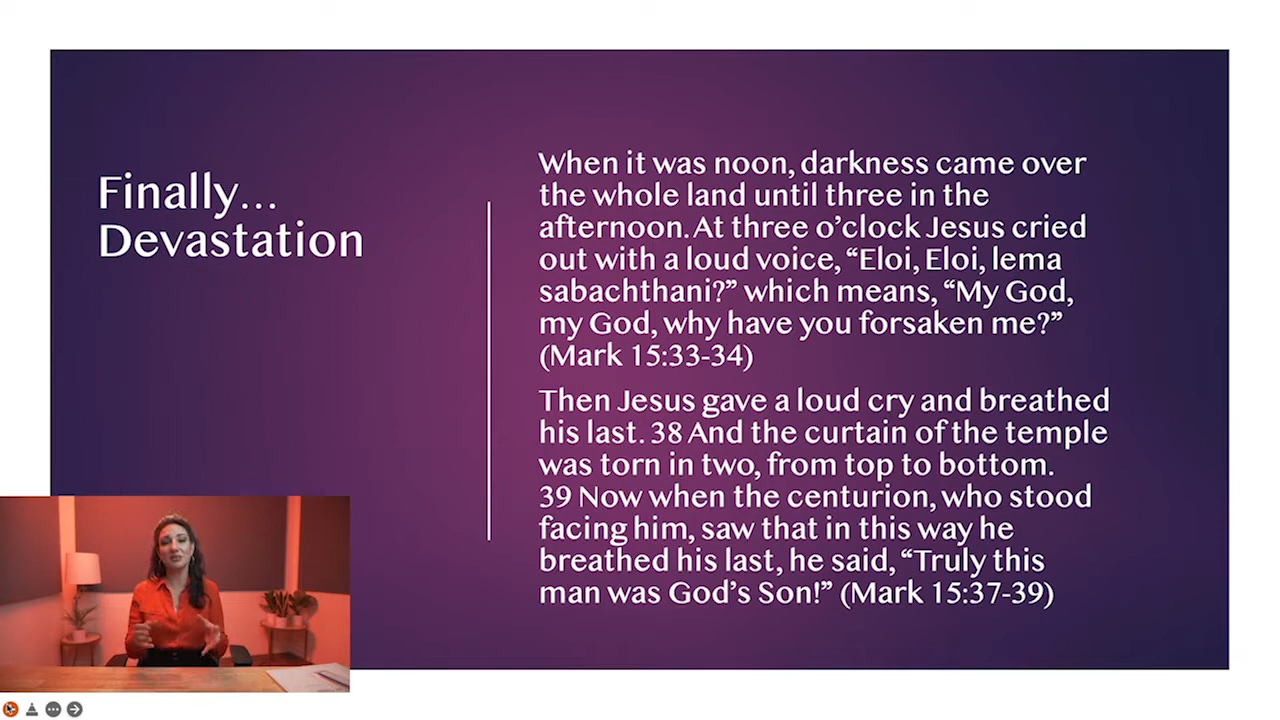 Finally…
Devastation
When it was noon, darkness came over
the whole land until three in the
afternoon. At three o’clock Jesus cried
out with a loud voice, “Eloi, Eloi, lema
sabachthani?” which means, “My God,
my God, why have you forsaken me?”
(Mark 15:33-34)
Then Jesus gave a loud cry and breathed
his last. 38 And the curtain of the temple
was torn in two, from top to bottom.
39 Now when the centurion, who stood
facing him, saw that in this way he
breathed his last, he said, “Truly this
man was God’s Son!” (Mark 15:37-39)